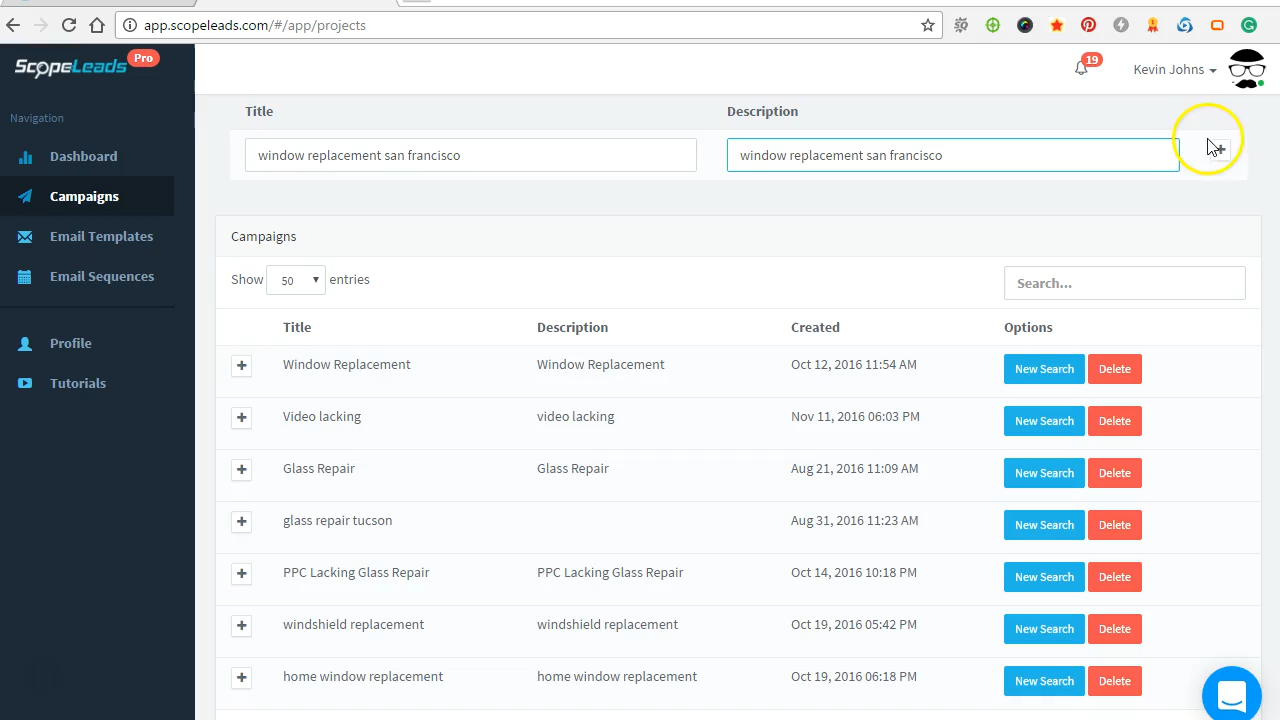 app.scopeleads.com/#/app/projects
ScopeLeads Pro
19
Kevin Johns
Navigation
Dashboard
Campaigns
Email Templates
Email Sequences
Profile
Tutorials
Title Description
window replacement san francisco window replacement san francisco
Campaigns
Show 50 entries Search...
Title Description Created Options
Window Replacement Window Replacement Oct 12, 2016 11:54 AM New Search Delete
Video lacking video lacking Nov 11, 2016 06:03 PM New Search Delete
Glass Repair Glass Repair Aug 21, 2016 11:09 AM New Search Delete
glass repair tucson Aug 31, 2016 11:23 AM New Search Delete
PPC Lacking Glass Repair PPC Lacking Glass Repair Oct 14, 2016 10:18 PM New Search Delete
windshield replacement windshield replacement Oct 19, 2016 05:42 PM New Search Delete
home window replacement home window replacement Oct 19, 2016 06:18 PM New Search Delete